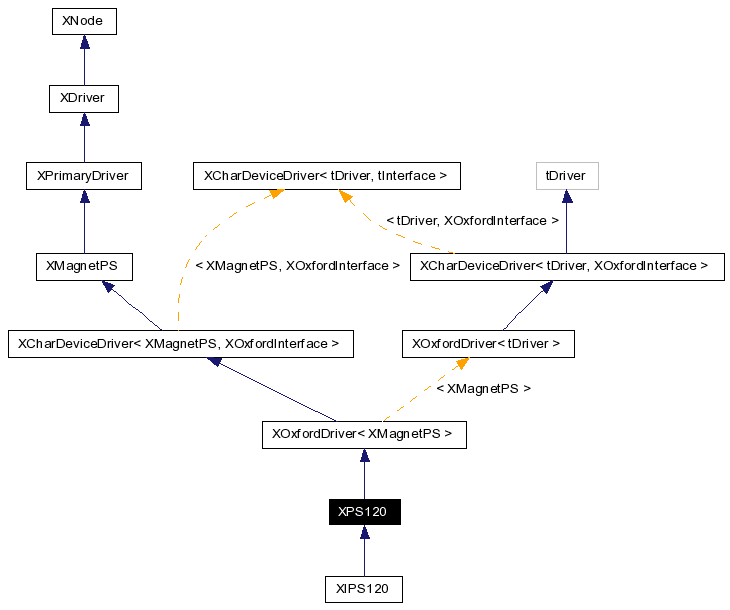 XNode
XDriver
XPrimaryDriver
XCharDeviceDriver< tDriver, tInterface >
tDriver
< tDriver, XOxfordInterface >
XMagnetPS
< XMagnetPS, XOxfordInterface >
XCharDeviceDriver< tDriver, XOxfordInterface >
XCharDeviceDriver< XMagnetPS, XOxfordInterface >
XOxfordDriver< tDriver >
< XMagnetPS >
XOxfordDriver< XMagnetPS >
XPS120
XIPS120